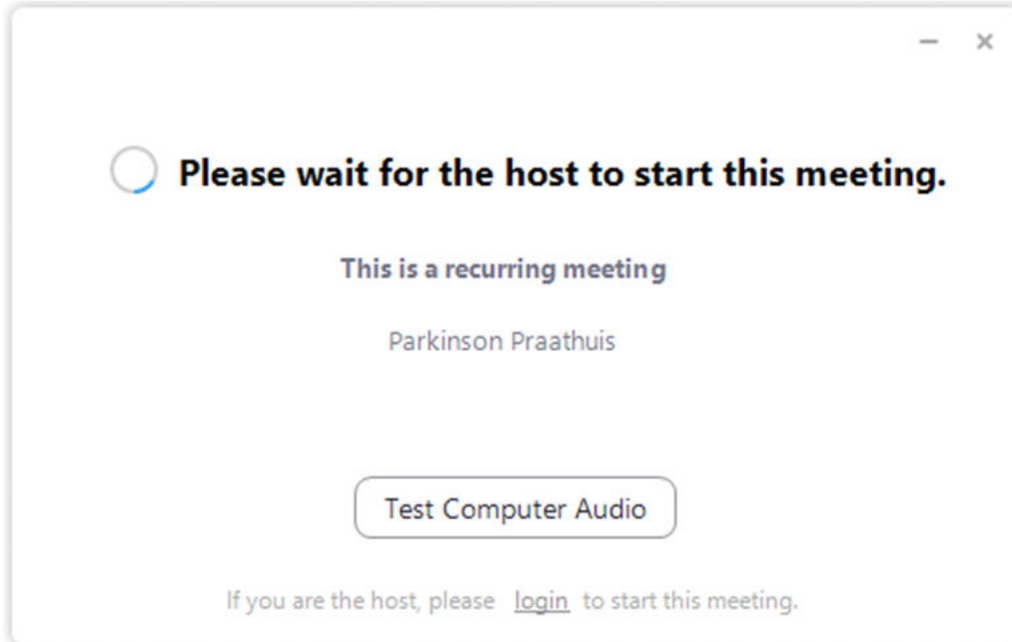 Please wait for the host to start this meeting.
This is a recurring meeting
Parkinson Praathuis
Test Computer Audio
If you are the host, please login to start this meeting.